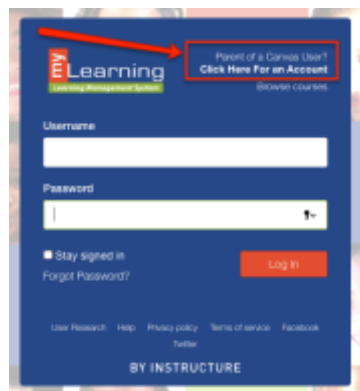 my
Learning
Learning Management System
Parent of a Canvas User?
Click Here For an Account
Browse courses
Username
Password
Stay signed in
Log In
Forgot Password?
User Research Help Privacy policy Terms of service Facebook
Twitter
BY INSTRUCTURE